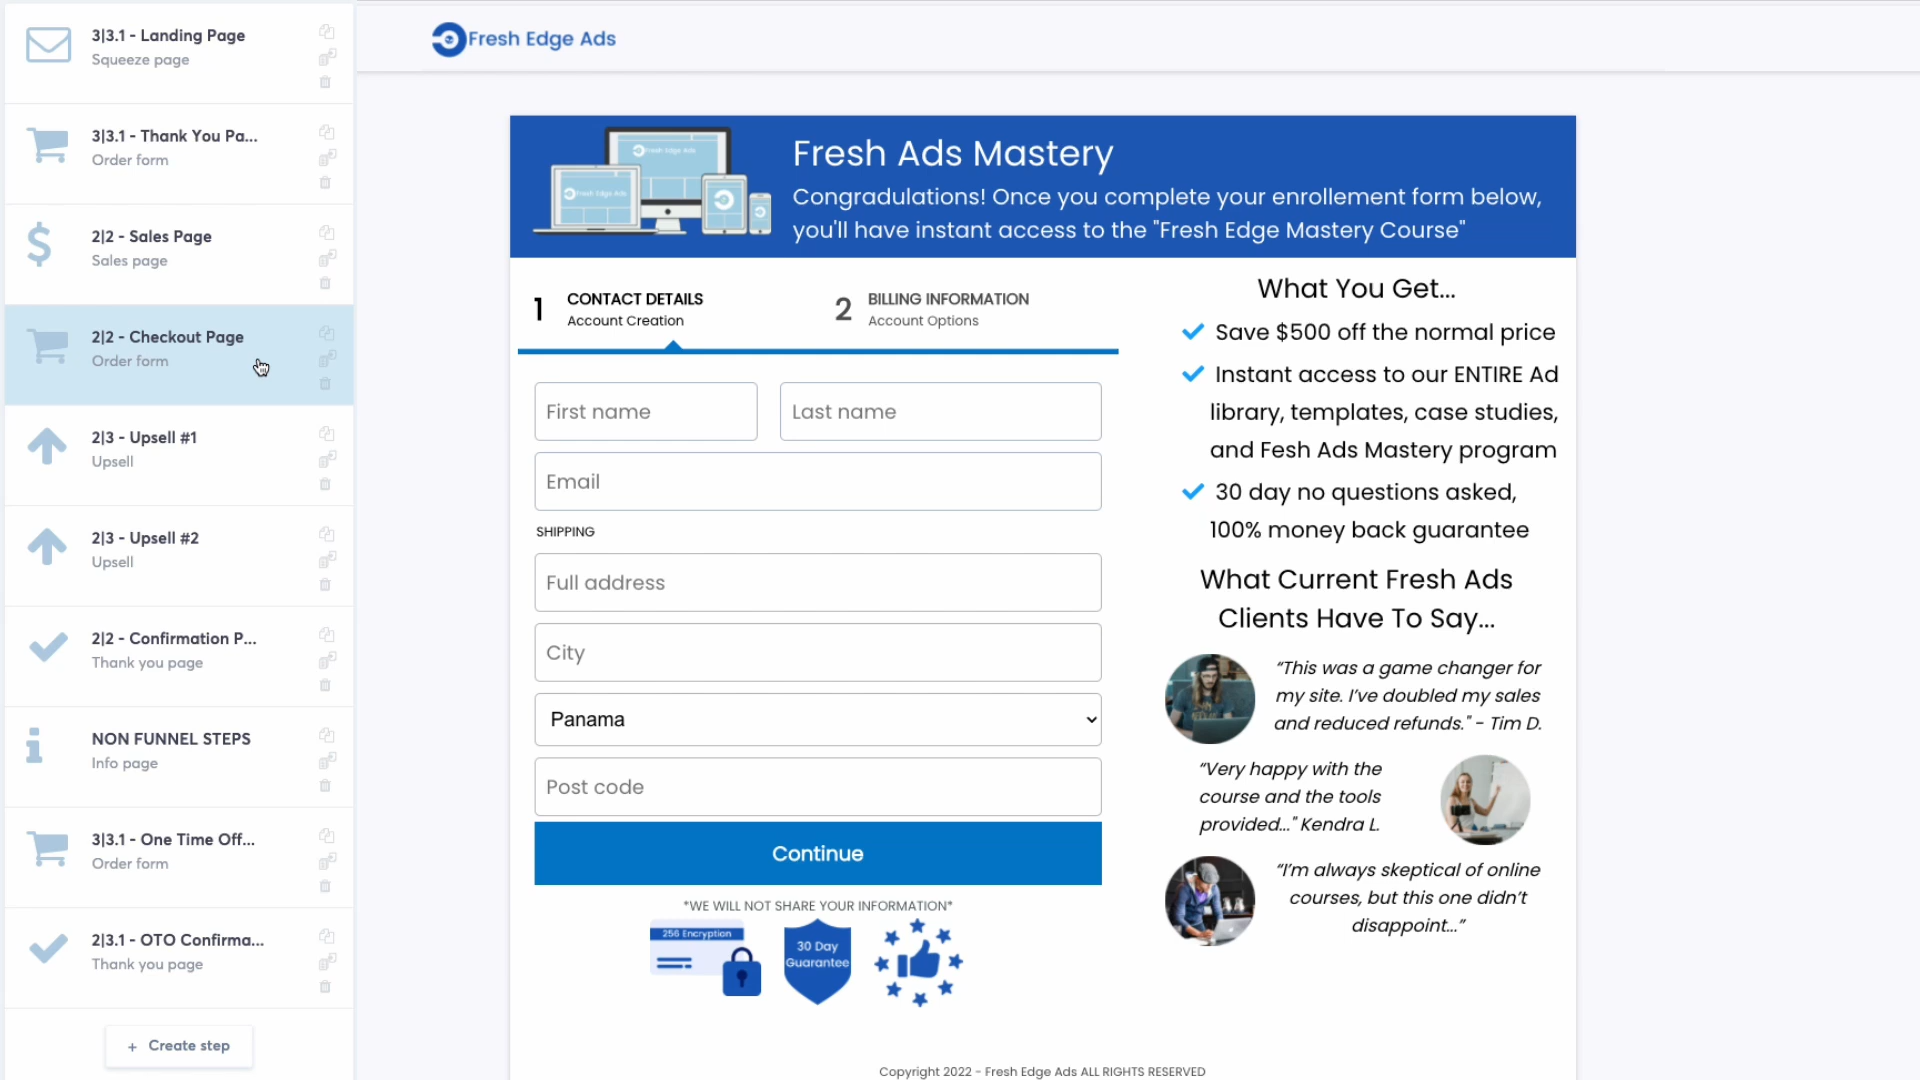 3|3.1 - Landing Page
Squeeze page
3|3.1 - Thank You Pa...
Order form
2|2 - Sales Page
Sales page
2|2 - Checkout Page
Order form
2|3 - Upsell #1
Upsell
2|3 - Upsell #2
Upsell
2|2 - Confirmation P...
Thank you page
NON FUNNEL STEPS
Info page
3|3.1 - One Time Off...
Order form
2|3.1 - OTO Confirma...
Thank you page
+ Create step
Fresh Edge Ads
Fresh Edge Ads
Fresh Edge Ads
Fresh Ads Mastery
Congradulations! Once you complete your enrollement form below,
you'll have instant access to the "Fresh Edge Mastery Course"
1 CONTACT DETAILS
Account Creation
2 BILLING INFORMATION
Account Options
First name
Last name
Email
SHIPPING
Full address
City
Panama
Post code
Continue
*WE WILL NOT SHARE YOUR INFORMATION*
256 Encryption
30 Day
Guarantee
What You Get...
Save $500 off the normal price
Instant access to our ENTIRE Ad
library, templates, case studies,
and Fesh Ads Mastery program
30 day no questions asked,
100% money back guarantee
What Current Fresh Ads
Clients Have To Say...
“This was a game changer for
my site. I’ve doubled my sales
and reduced refunds." - Tim D.
“Very happy with the
course and the tools
provided..." Kendra L.
“I’m always skeptical of online
courses, but this one didn’t
disappoint...”
Copyright 2022 - Fresh Edge Ads ALL RIGHTS RESERVED